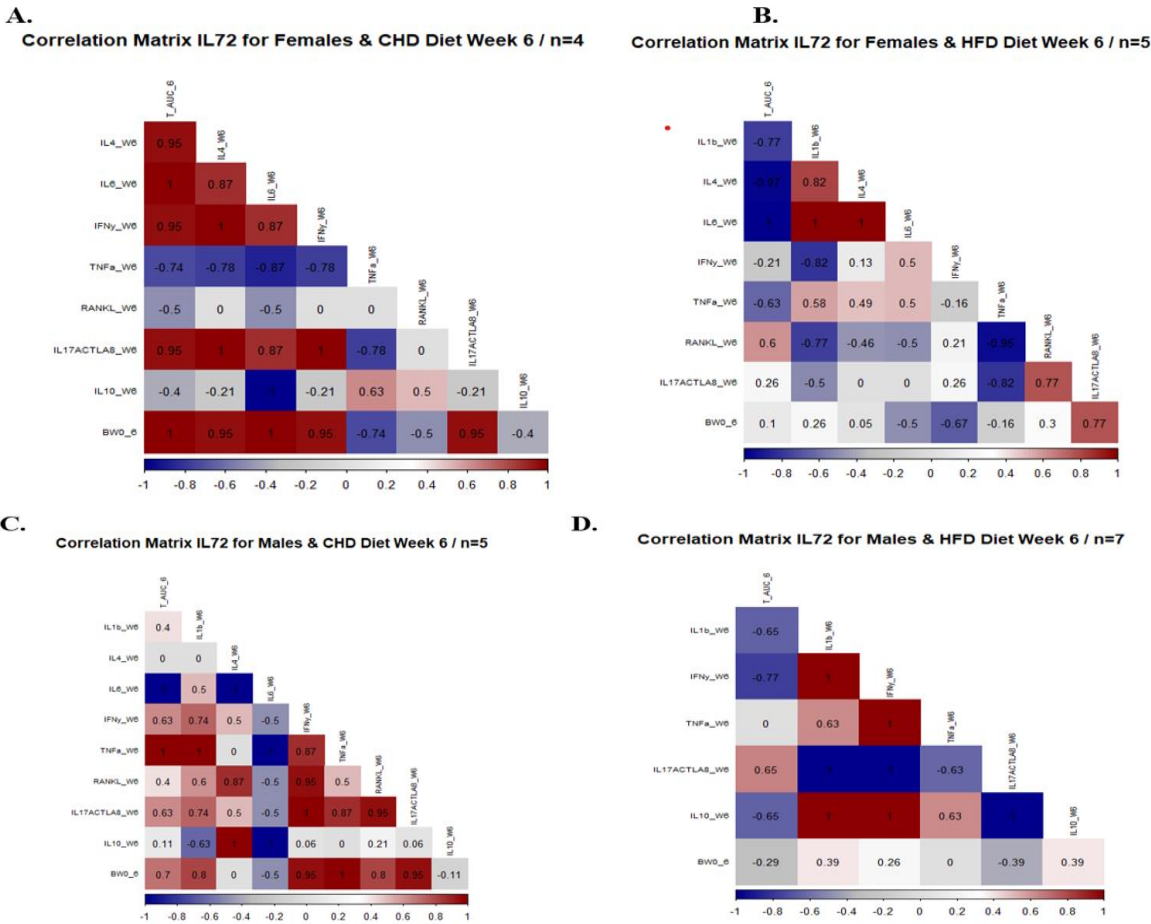 A.
Correlation Matrix IL72 for Females & CHD Diet Week 6 / n=4
T_AUC_6
IL4_W6
IL6_W6
IFNy_W6
TNFa_W6
RANKL_W6
IL17ACTLA8_W6
IL10_W6
IL4_W6 0.95
IL6_W6 1 0.87
IFNy_W6 0.95 1 0.87
TNFa_W6 -0.74 -0.78 -0.87 -0.78
RANKL_W6 -0.5 0 -0.5 0 0
IL17ACTLA8_W6 0.95 1 0.87 1 -0.78 0
IL10_W6 -0.4 -0.21 -0.21 0.63 0.5 -0.21
BW0_6 1 0.95 1 0.95 -0.74 -0.5 0.95 -0.4
-1 -0.8 -0.6 -0.4 -0.2 0 0.2 0.4 0.6 0.8 1
B.
Correlation Matrix IL72 for Females & HFD Diet Week 6 / n=5
T_AUC_6
IL1b_W6
IL4_W6
IL6_W6
IFNy_W6
TNFa_W6
RANKL_W6
IL17ACTLA8_W6
IL1b_W6 -0.77
IL4_W6 0.82
IL6_W6 1 1
IFNy_W6 -0.21 -0.82 0.13 0.5
TNFa_W6 -0.63 0.58 0.49 0.5 -0.16
RANKL_W6 0.6 -0.77 -0.46 -0.5 0.21 -0.95
IL17ACTLA8_W6 0.26 -0.5 0 0 0.26 -0.82 0.77
BW0_6 0.1 0.26 0.05 -0.5 -0.67 -0.16 0.3 0.77
-1 -0.8 -0.6 -0.4 -0.2 0 0.2 0.4 0.6 0.8 1
C.
Correlation Matrix IL72 for Males & CHD Diet Week 6 / n=5
T_AUC_6
IL1b_W6
IL4_W6
IL6_W6
IFNy_W6
TNFa_W6
RANKL_W6
IL17ACTLA8_W6
IL10_W6
IL1b_W6 0.4
IL4_W6 0 0
IL6_W6 0.5
IFNy_W6 0.63 0.74 0.5 -0.5
TNFa_W6 1 1 0 0.87
RANKL_W6 0.4 0.6 0.87 -0.5 0.95 0.5
IL17ACTLA8_W6 0.63 0.74 0.5 -0.5 1 0.87 0.95
IL10_W6 0.11 -0.63 1 0.06 0 0.21 0.06
BW0_6 0.7 0.8 0 -0.5 0.95 1 0.8 0.95 -0.11
-1 -0.8 -0.6 -0.4 -0.2 0 0.2 0.4 0.6 0.8 1
D.
Correlation Matrix IL72 for Males & HFD Diet Week 6 / n=7
T_AUC_6
IL1b_W6
IFNy_W6
TNFa_W6
IL17ACTLA8_W6
IL10_W6
IL1b_W6 -0.65
IFNy_W6 -0.77 1
TNFa_W6 0 0.63 1
IL17ACTLA8_W6 0.65 -0.63
IL10_W6 -0.65 1 1 0.63
BW0_6 -0.29 0.39 0.26 0 -0.39 0.39
-1 -0.8 -0.6 -0.4 -0.2 0 0.2 0.4 0.6 0.8 1